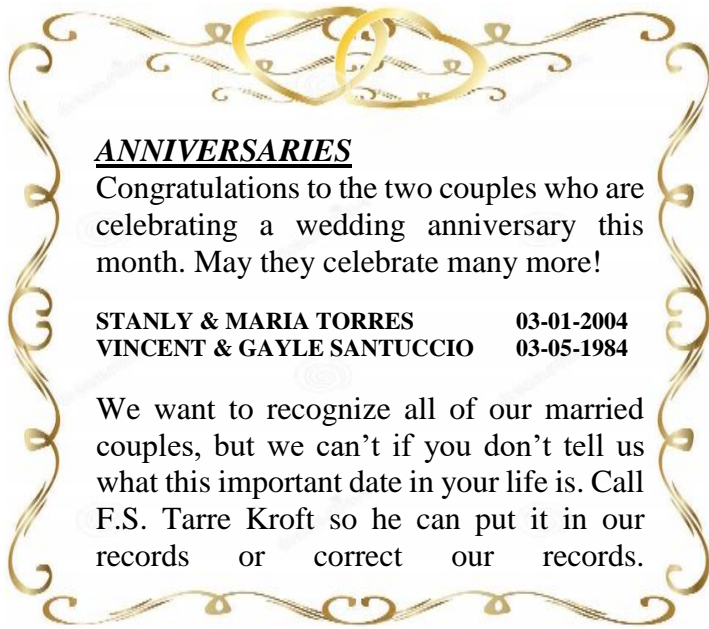 ANNIVERSARIES
Congratulations to the two couples who are
celebrating a wedding anniversary this
month. May they celebrate many more!
STANLY & MARIA TORRES 03-01-2004
VINCENT & GAYLE SANTUCCIO 03-05-1984
We want to recognize all of our married
couples, but we can’t if you don’t tell us
what this important date in your life is. Call
F.S. Tarre Kroft so he can put it in our
records or correct our records.